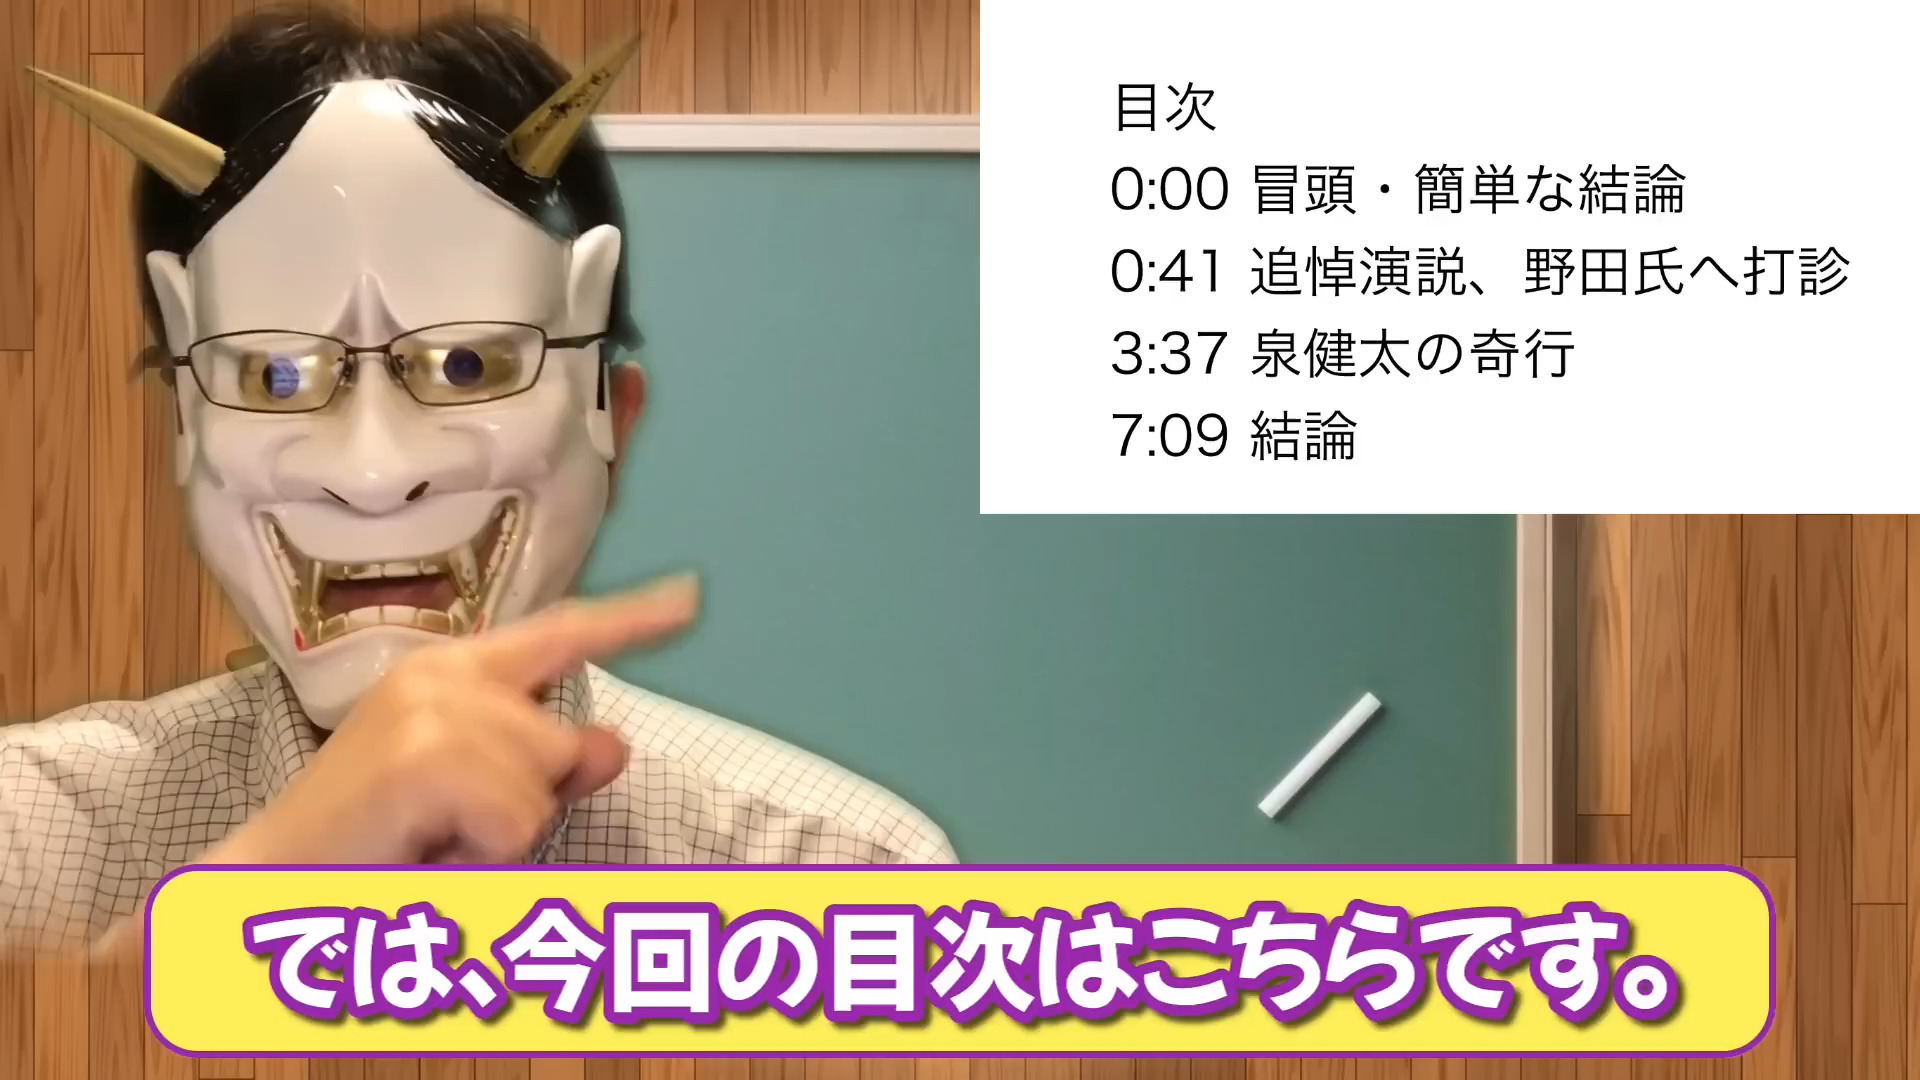 目次
0:00 冒頭・簡単な結論
0:41 追悼演説、野田氏へ打診
3:37 泉健太の奇行
7:09 結論
では、今回の目次はこちらです。